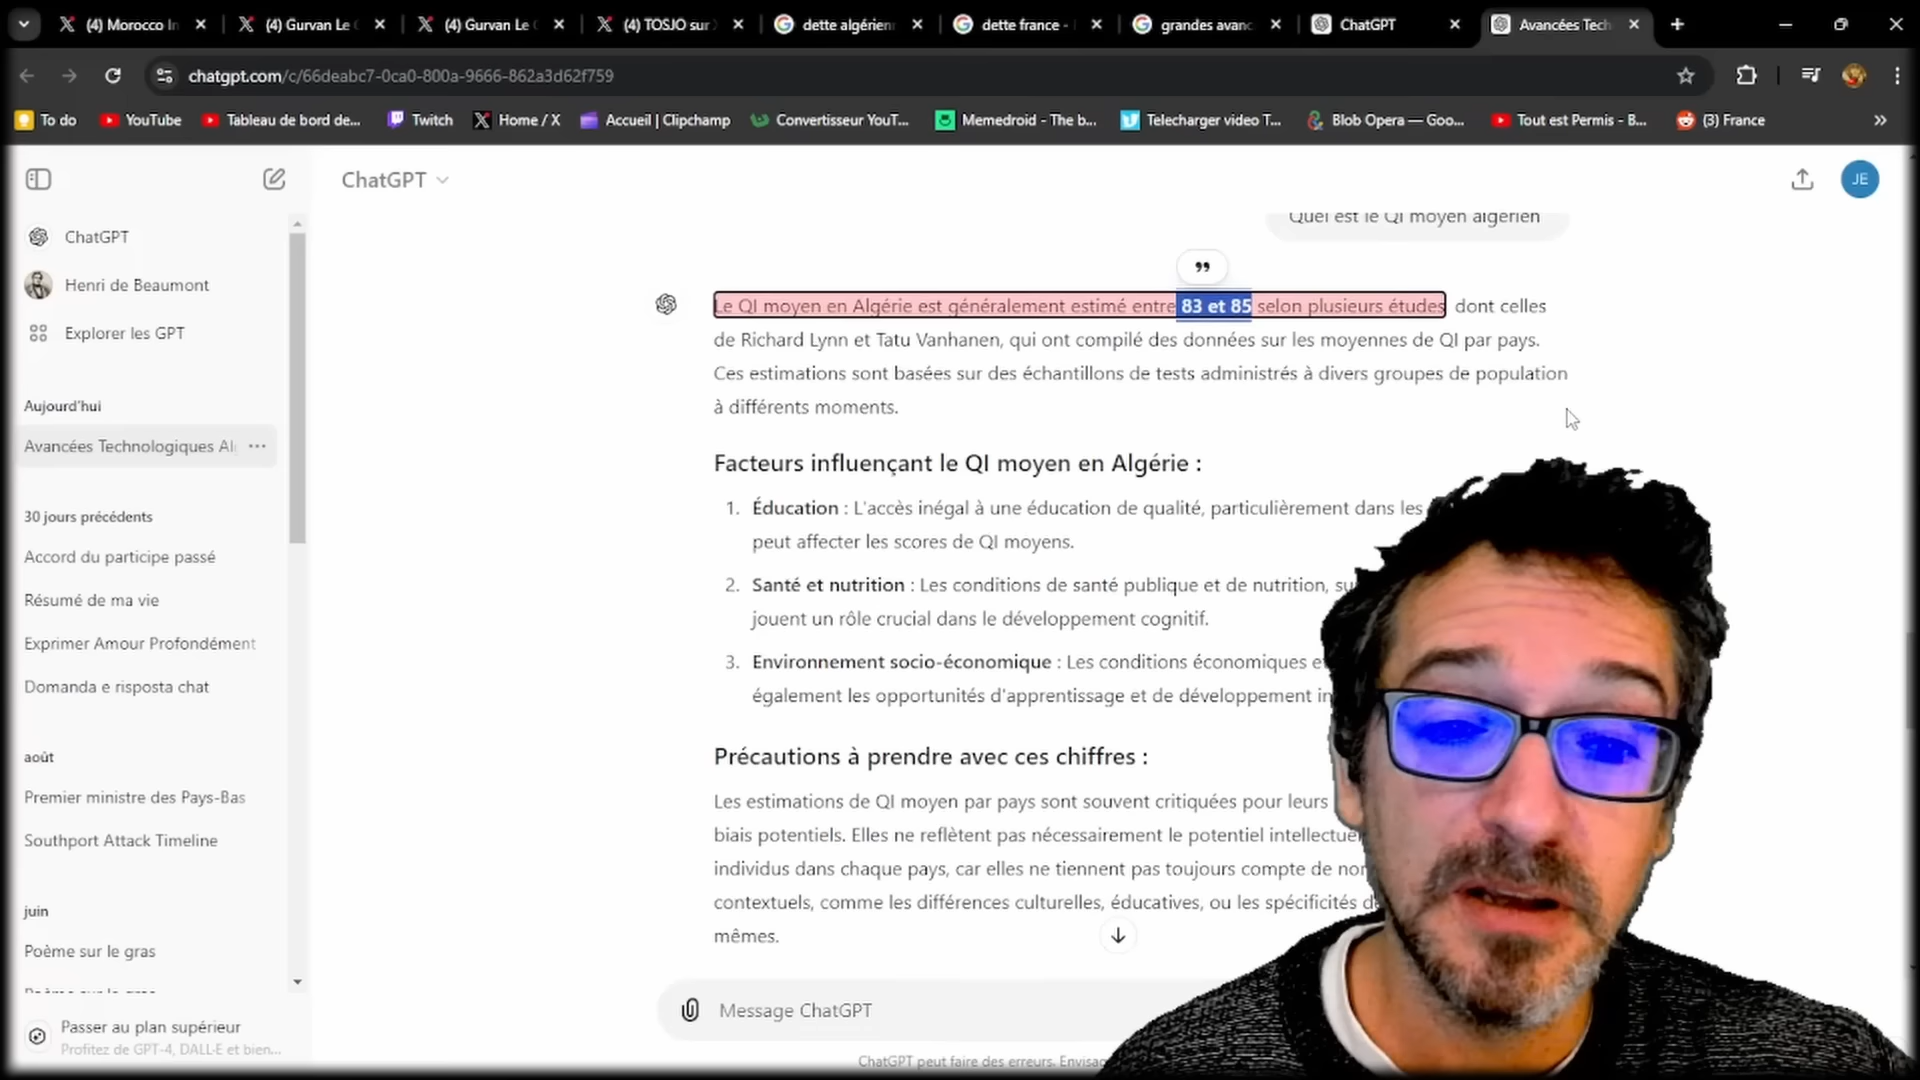 (4) Morocco In
(4) Gurvan Le
(4) Gurvan Le
(4) TOSJO sur
dette algérien
dette france -
grandes avanc
ChatGPT
Avancées Tech
chatgpt.com/c/66deabc7-0ca0-800a-9666-862a3d62f759
To do
YouTube
Tableau de bord de...
Twitch
Home / X
Accueil | Clipchamp
Convertisseur YouT...
Memedroid - The b...
Telecharger video T...
Blob Opera — Goo...
Tout est Permis - B...
(3) France
ChatGPT
JE
ChatGPT
Henri de Beaumont
Explorer les GPT
Aujourd'hui
Avancées Technologiques Al
30 jours précédents
Accord du participe passé
Résumé de ma vie
Exprimer Amour Profondément
Domanda e risposta chat
août
Premier ministre des Pays-Bas
Southport Attack Timeline
juin
Poème sur le gras
Passer au plan supérieur
Profitez de GPT-4, DALL·E et bien...
Quel est le QI moyen algérien
Le QI moyen en Algérie est généralement estimé entre 83 et 85 selon plusieurs études dont celles
de Richard Lynn et Tatu Vanhanen, qui ont compilé des données sur les moyennes de QI par pays.
Ces estimations sont basées sur des échantillons de tests administrés à divers groupes de population
à différents moments.
Facteurs influençant le QI moyen en Algérie :
1. Éducation : L'accès inégal à une éducation de qualité, particulièrement dans les
peut affecter les scores de QI moyens.
2. Santé et nutrition : Les conditions de santé publique et de nutrition, su
jouent un rôle crucial dans le développement cognitif.
3. Environnement socio-économique : Les conditions économiques e
également les opportunités d'apprentissage et de développement in
Précautions à prendre avec ces chiffres :
Les estimations de QI moyen par pays sont souvent critiquées pour leurs
biais potentiels. Elles ne reflètent pas nécessairement le potentiel intellectue
individus dans chaque pays, car elles ne tiennent pas toujours compte de no
contextuels, comme les différences culturelles, éducatives, ou les spécificités d
mêmes.
Message ChatGPT
ChatGPT peut faire des erreurs. Envisa